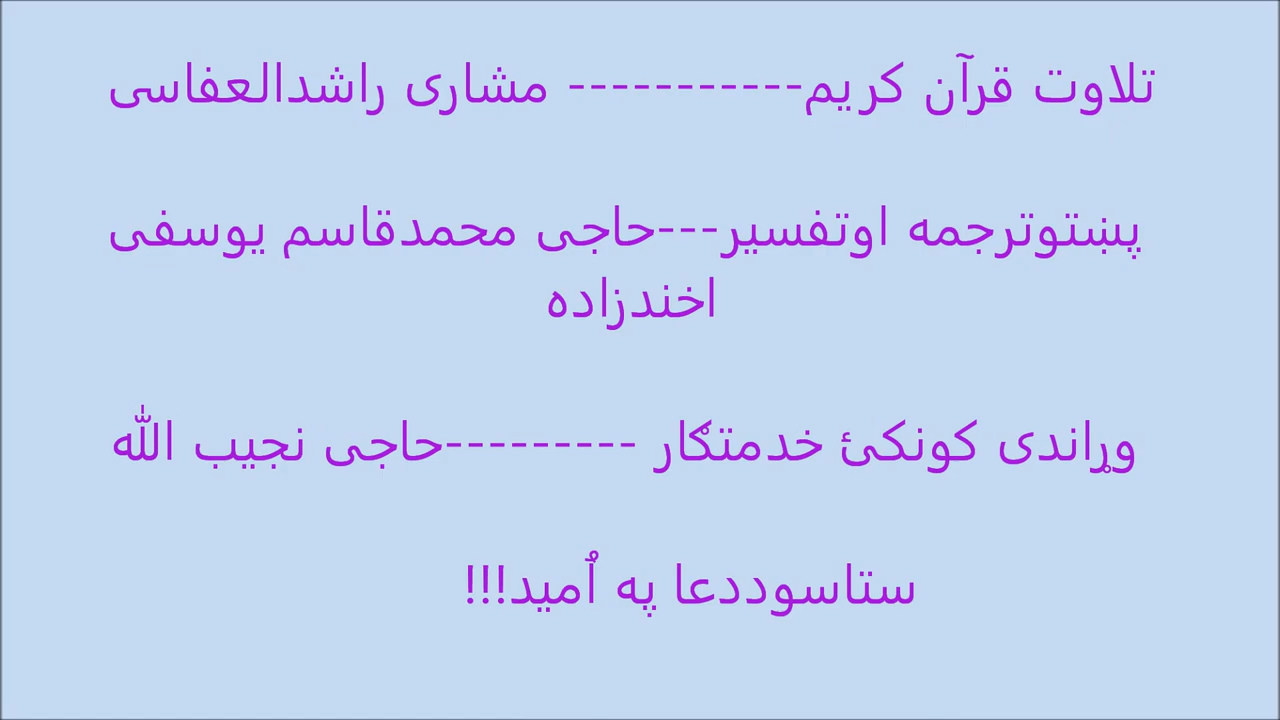 تلاوت قرآن کریم----------- مشاری راشدالعفاسی
پښتوترجمه اوتفسیر---حاجی محمدقاسم یوسفی
اخندزاده
وړاندی کونکئ خدمتګار ---------حاجی نجیب الله
ستاسوددعا په اُمید!!!